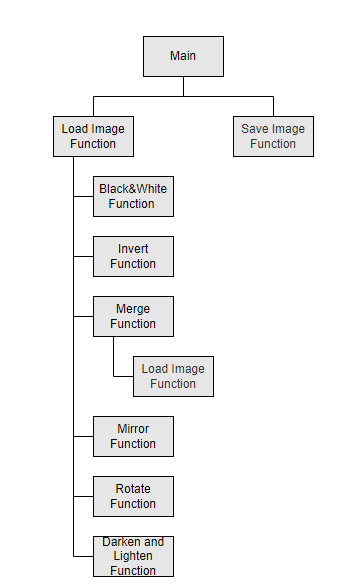 Main
Load Image
Function
Save Image
Function
Black&White
Function
Invert
Function
Merge
Function
Load Image
Function
Mirror
Function
Rotate
Function
Darken and
Lighten
Function